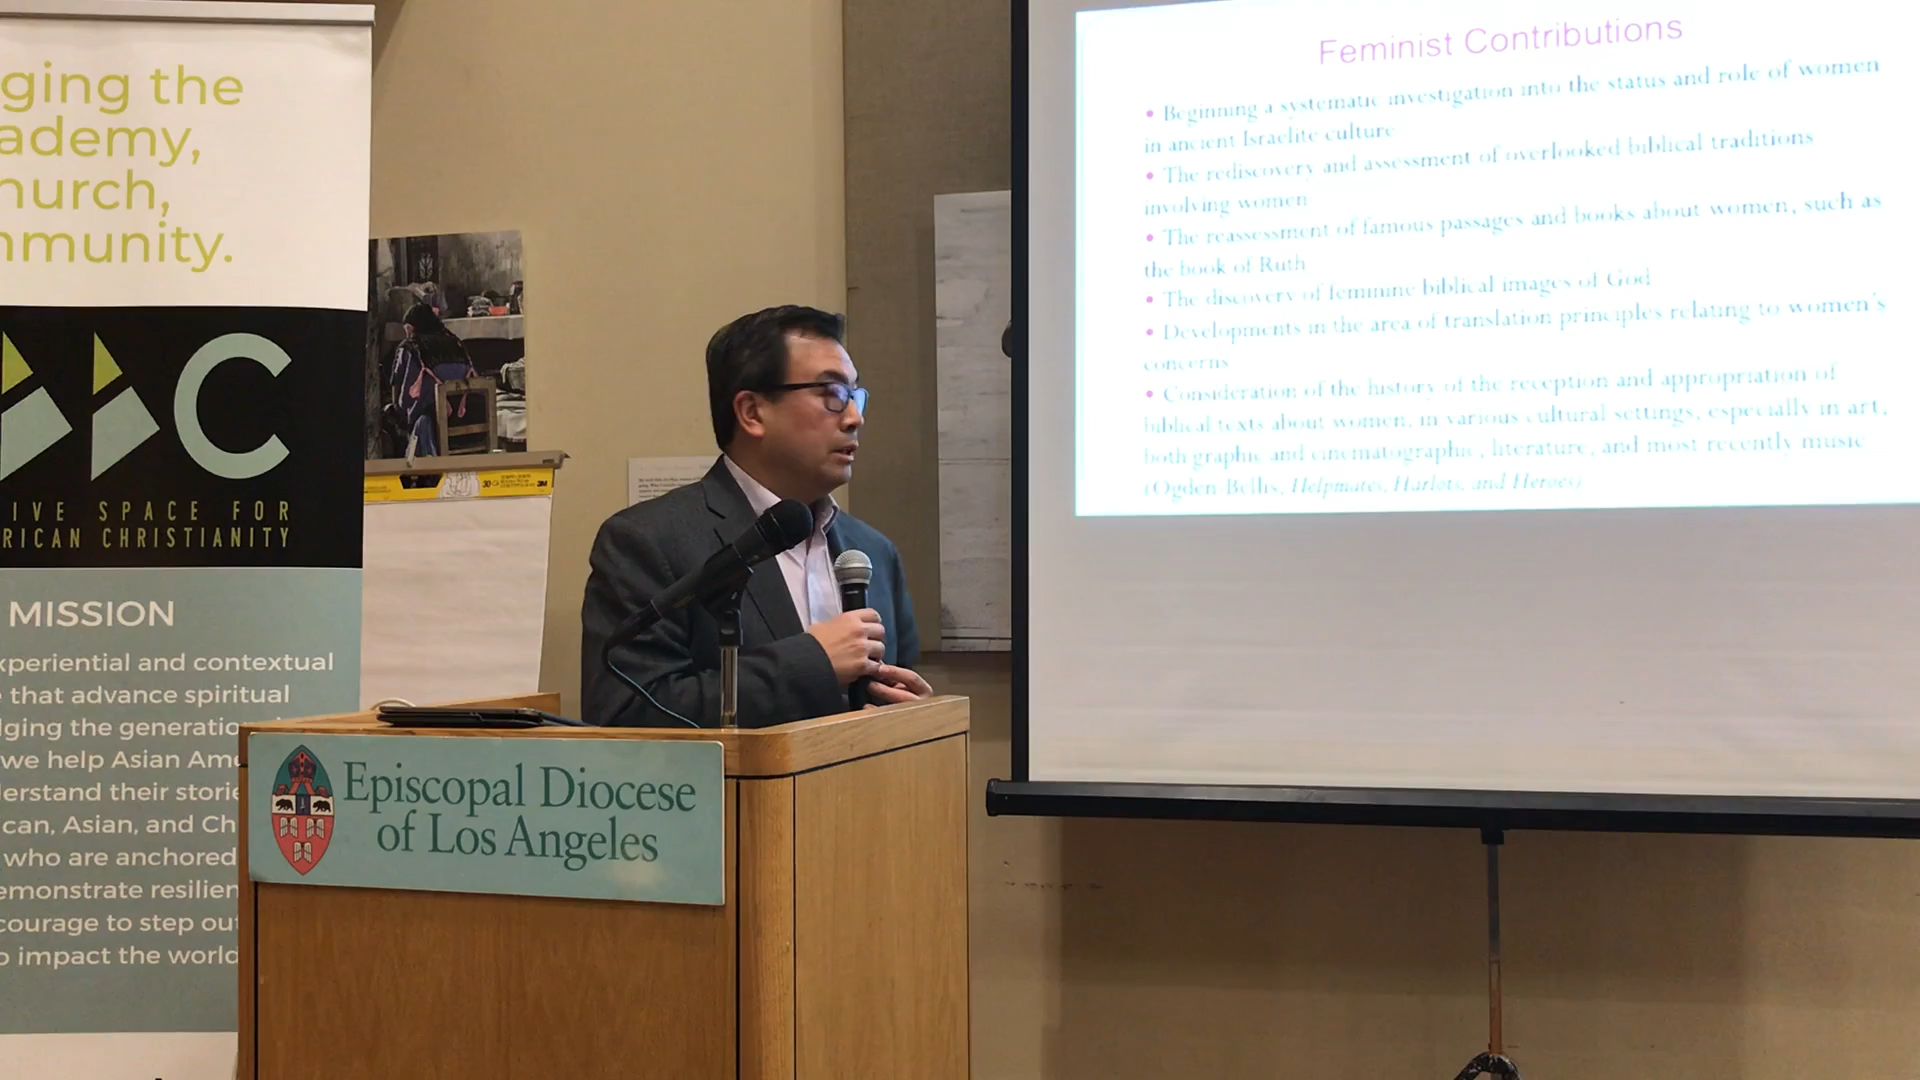 ging the
ademy,
hurch,
mmunity.
C
IVE SPACE FOR
RICAN CHRISTIANITY
MISSION
xperiential and contextual
e that advance spiritual
dging the generatio
we help Asian Ame
derstand their storie
can, Asian, and Ch
who are anchored
emonstrate resilien
courage to step out
o impact the world
30
3M
Episcopal Diocese
of Los Angeles
Feminist Contributions
• Beginning a systematic investigation into the status and role of women
in ancient Israelite culture
• The rediscovery and assessment of overlooked biblical traditions
involving women
• The reassessment of famous passages and books about women, such as
the book of Ruth
• The discovery of feminine biblical images of God
• Developments in the area of translation principles relating to women's
concerns
• Consideration of the history of the reception and appropriation of
biblical texts about women, in various cultural settings, especially in art,
both graphic and cinematographic, literature, and most recently music
(Ogden-Bellis, Helpmates, Harlots, and Heroes)